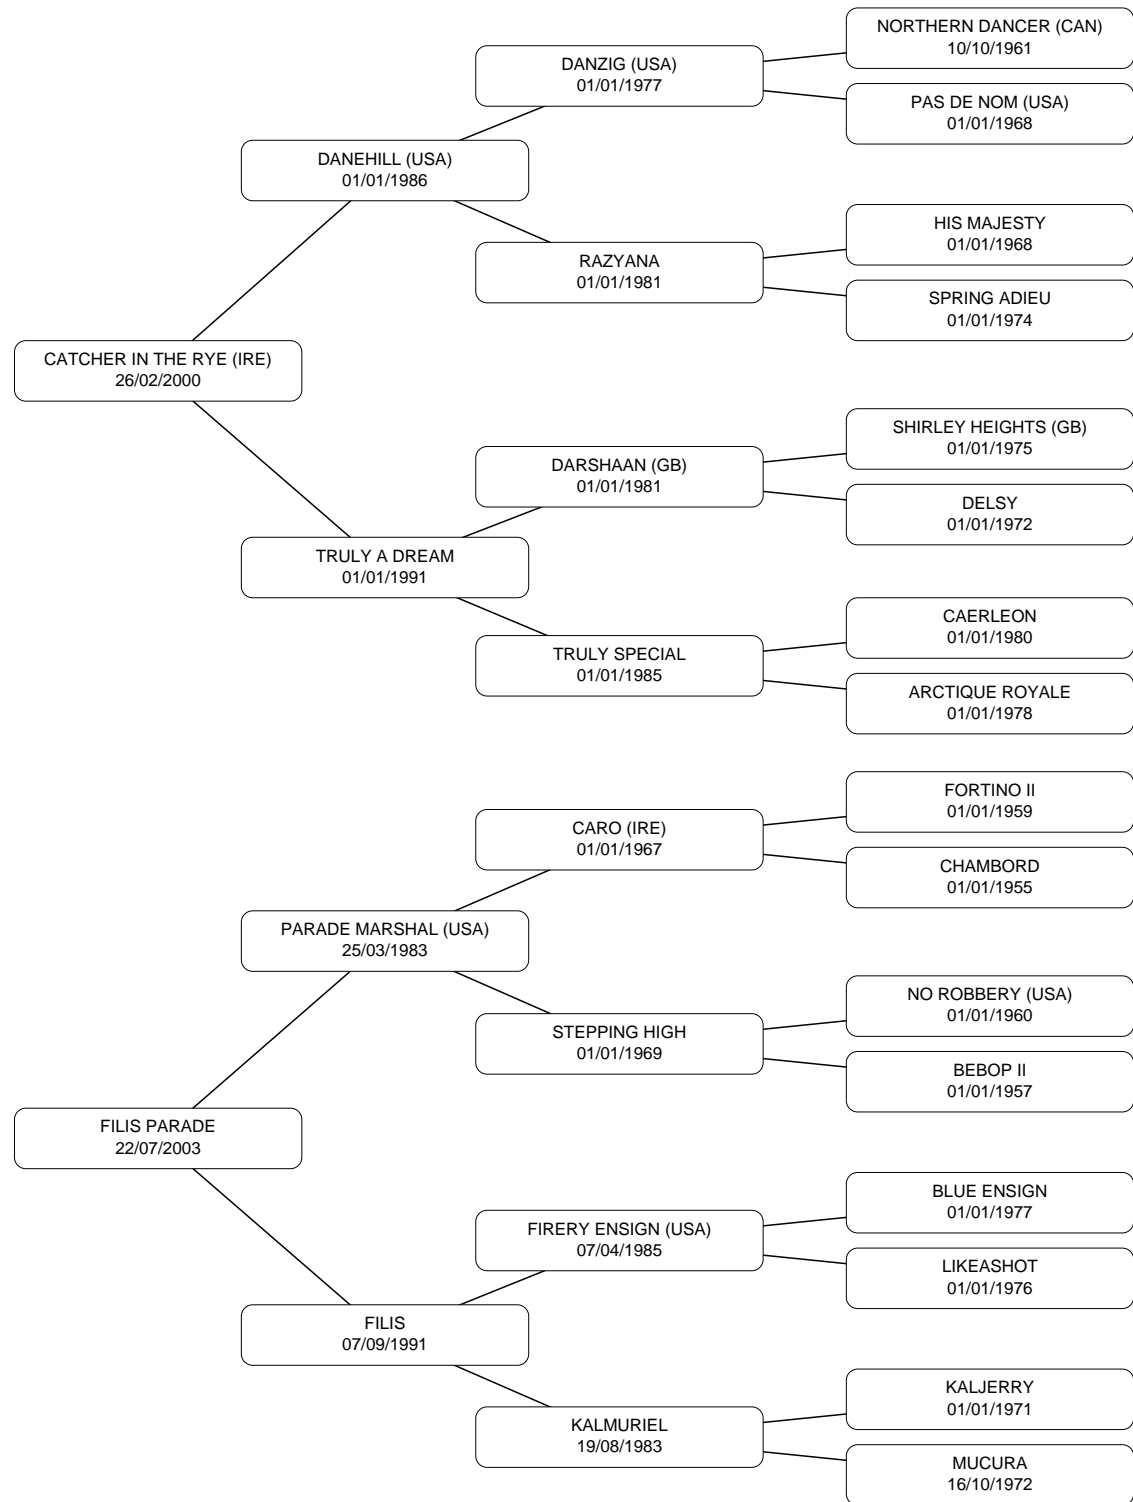 NORTHERN DANCER (CAN)
10/10/1961
DANZIG (USA)
01/01/1977
PAS DE NOM (USA)
01/01/1968
DANEHILL (USA)
01/01/1986
HIS MAJESTY
01/01/1968
RAZYANA
01/01/1981
SPRING ADIEU
01/01/1974
CATCHER IN THE RYE (IRE)
26/02/2000
SHIRLEY HEIGHTS (GB)
01/01/1975
DARSHAAN (GB)
01/01/1981
DELSY
01/01/1972
TRULY A DREAM
01/01/1991
CAERLEON
01/01/1980
TRULY SPECIAL
01/01/1985
ARCTIQUE ROYALE
01/01/1978
FORTINO II
01/01/1959
CARO (IRE)
01/01/1967
CHAMBORD
01/01/1955
PARADE MARSHAL (USA)
25/03/1983
NO ROBBERY (USA)
01/01/1960
STEPPING HIGH
01/01/1969
BEBOP II
01/01/1957
FILIS PARADE
22/07/2003
BLUE ENSIGN
01/01/1977
FIRERY ENSIGN (USA)
07/04/1985
LIKEASHOT
01/01/1976
FILIS
07/09/1991
KALJERRY
01/01/1971
KALMURIEL
19/08/1983
MUCURA
16/10/1972